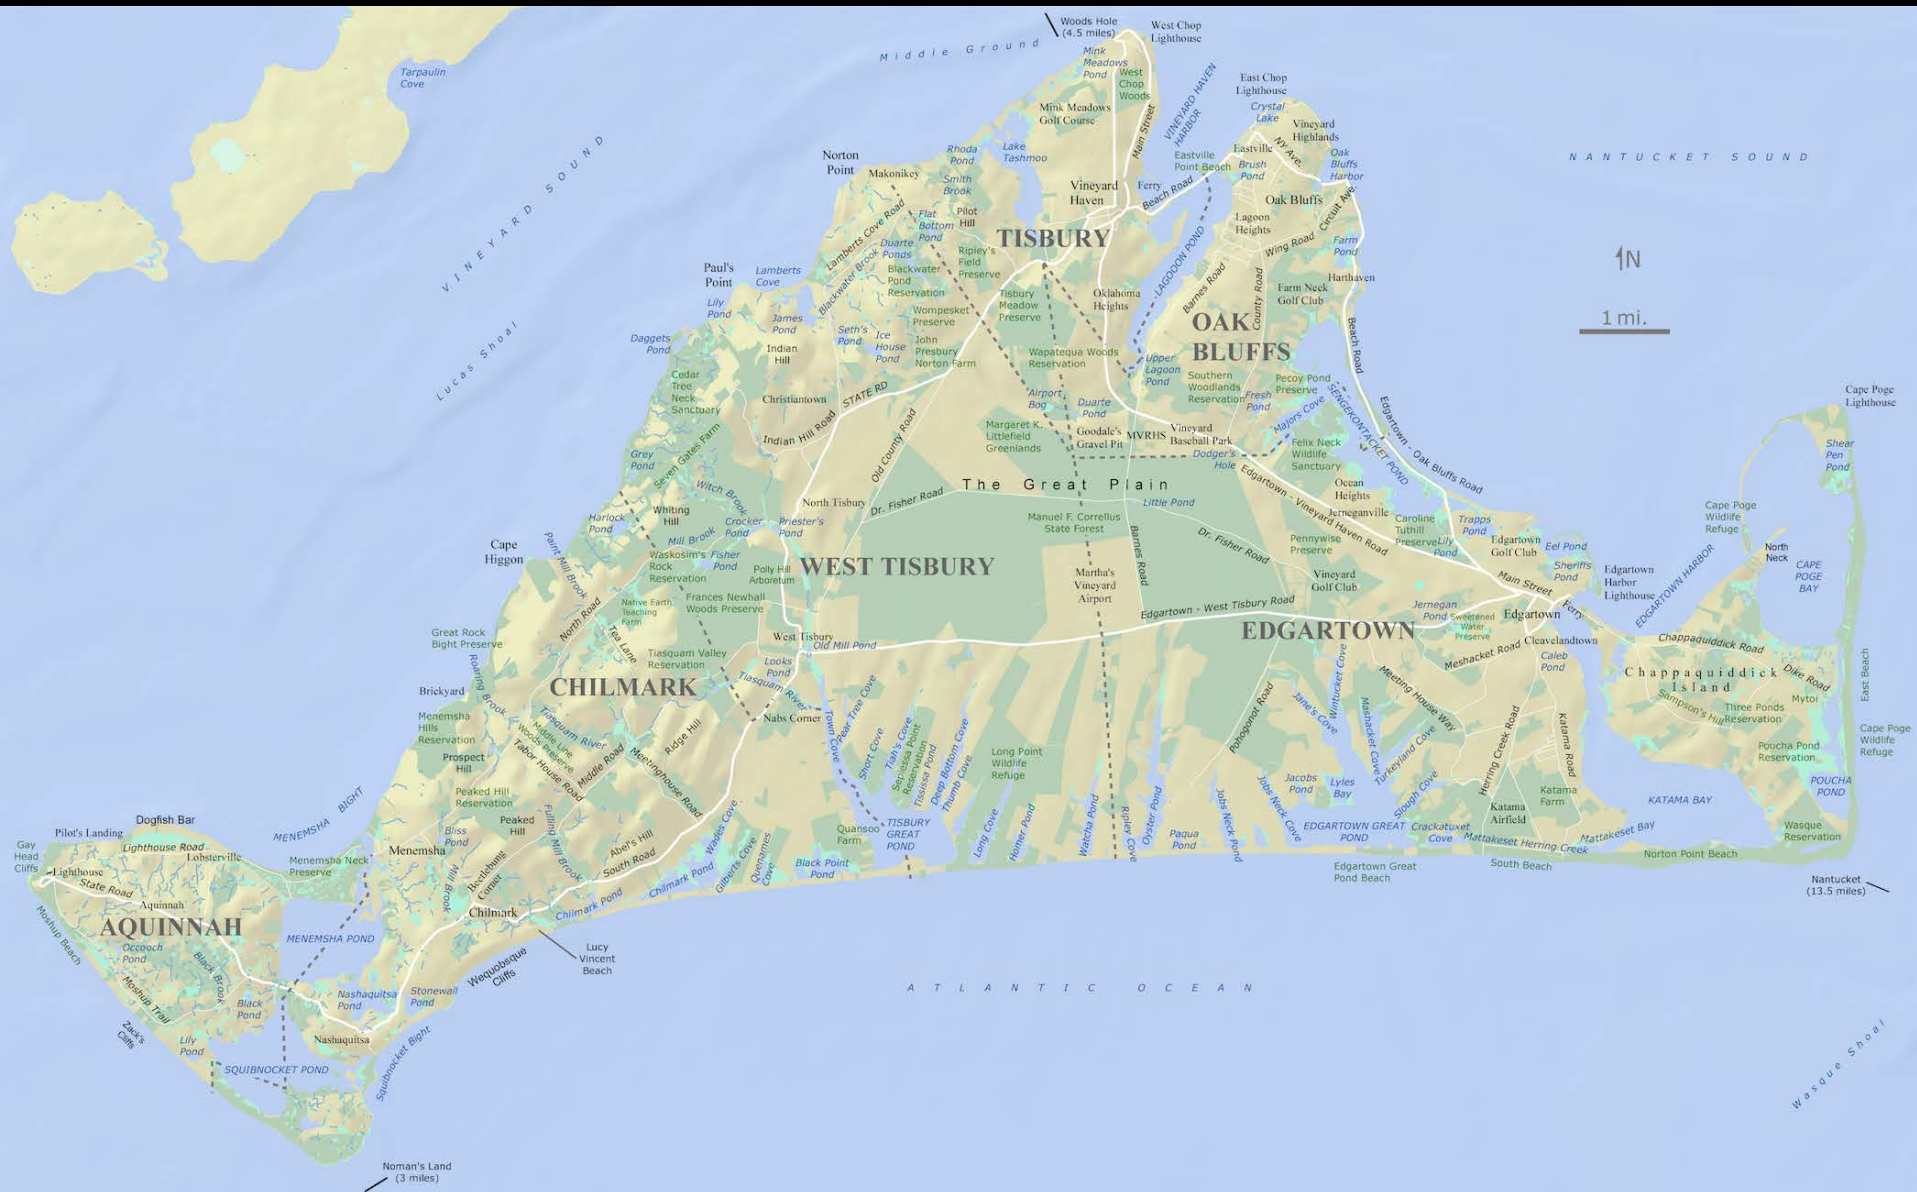 Woods Hole
(4.5 miles)
West Chop
Lighthouse
Middle Ground
Mink
Meadows
Pond
West
Chop
Woods
Tarpaulin
Cove
VINEYARD HAVEN
HARBOR
East Chop
Lighthouse
Crystal
Lake
Mink Meadows
Golf Course
Main Street
Vineyard
Highlands
NANTUCKET SOUND
VINEYARD SOUND
Norton
Point
Makonikey
Rhoda
Pond
Lake
Tashmoo
Smith
Brook
Eastville
Point Beach
Eastville
NY Ave.
Brush
Pond
Oak
Bluffs
Harbor
Vineyard
Haven
Ferry
Beach Road
Oak Bluffs
Circuit Ave.
Lamberts Cove Road
Flat
Bottom
Pond
Pilot
Hill
Lagoon
Heights
Wing Road
Farm
Pond
TISBURY
Duarte
Ponds
Ripley's
Field
Preserve
LAGOON POND
N
Paul's
Point
Lamberts
Cove
Blackwater Brook
Blackwater
Pond
Reservation
Barnes Road
County Road
Harthaven
Farm Neck
Golf Club
Tisbury
Meadow
Preserve
Oklahoma
Heights
Lily
Pond
James
Pond
Wompesket
Preserve
1 mi.
OAK
BLUFFS
Beach Road
Lucas Shoal
Daggets
Pond
Indian
Hill
Seth's
Pond
Ice
House
Pond
John
Presbury
Norton Farm
Wapatequa Woods
Reservation
Upper
Lagoon
Pond
Southern
Woodlands
Reservation
Pecoy Pond
Preserve
Fresh
Pond
Majors Cove
SENGEKONTACKET POND
Edgartown - Oak Bluffs Road
Cape Poge
Lighthouse
Cedar
Tree
Neck
Sanctuary
Christiantown
STATE RD
Airport
Bog
Duarte
Pond
Indian Hill Road
Old County Road
Margaret K.
Littlefield
Greenlands
Goodale's
Gravel Pit
MVRHS
Vineyard
Baseball Park
Dodger's
Hole
Felix Neck
Wildlife
Sanctuary
Shear
Pen
Pond
Grey
Pond
Seven Gates Farm
Witch Brook
The Great Plain
Ocean
Heights
Edgartown - Vineyard Haven Road
North Tisbury
Dr. Fisher Road
Little Pond
Jerneganville
Harlock
Pond
Whiting
Hill
Crocker
Pond
Priester's
Pond
Manuel F. Correllus
State Forest
Barnes Road
Caroline
Tuthill
Preserve
Lily
Pond
Trapps
Pond
Cape Poge
Wildlife
Refuge
Mill Brook
Cape
Higgon
Paint Mill Brook
Waskosim's
Rock
Reservation
Fisher
Pond
Dr. Fisher Road
Pennywise
Preserve
Edgartown
Golf Club
Eel Pond
North
Neck
WEST TISBURY
Polly Hill
Arboretum
Martha's
Vineyard
Airport
Vineyard
Golf Club
Main Street
Sheriffs
Pond
Edgartown
Harbor
Lighthouse
EDGARTOWN HARBOR
CAPE
POGE
BAY
Native Earth
Teaching
Farm
Frances Newhall
Woods Preserve
North Road
Tea Lane
Edgartown - West Tisbury Road
Jernegan
Pond
Sweetened
Water
Preserve
Edgartown
Ferry
EDGARTOWN
Great Rock
Bight Preserve
West Tisbury
Old Mill Pond
Cleavelandtown
Chappaquiddick Road
Tiasquam Valley
Reservation
Looks
Pond
Meshacket Road
Caleb
Pond
Chappaquiddick
Island
Dike Road
East Beach
Roaring Brook
Brickyard
CHILMARK
Tiasquam River
Jane's Cove
Wintucket Cove
Meeting House Way
Sampson's Hill
Three Ponds
Reservation
Mytoi
Menemsha
Hills
Reservation
Tiasquam River
Middle Line
Woods Preserve
Nabs Corner
Town Cove
Pear Tree Cove
Short Cove
Tiah's Cove
Sepiessa Point
Reservation
Tississa Pond
Deep Bottom Cove
Thumb Cove
Pohogonot Road
Mashacket Cove
Turkeyland Cove
Herring Creek Road
Katama Road
Cape Poge
Wildlife
Refuge
Prospect
Hill
Tabor House Road
Middle Road
Ridge Hill
Meetinghouse Road
Long Point
Wildlife
Refuge
Poucha Pond
Reservation
Peaked Hill
Reservation
Jacobs
Pond
Lyles
Bay
Slough Cove
Katama
Farm
POUCHA
POND
MENEMSHA BIGHT
Peaked
Hill
Fulling Mill Brook
Wades Cove
Jobs Neck Pond
Jobs Neck Cove
KATAMA BAY
Katama
Airfield
Dogfish Bar
Pilot's Landing
Lighthouse Road
Lobsterville
Bliss
Pond
Abel's Hill
South Road
Quansoo
Farm
TISBURY
GREAT
POND
Long Cove
Homer Pond
Watcha Pond
Ripley Cove
Oyster Pond
Paqua
Pond
EDGARTOWN GREAT
POND
Crackatuxet
Cove
Mattakeset Herring Creek
Mattakeset Bay
Wasque
Reservation
Gay
Head
Cliffs
Lighthouse
State Road
Menemsha Neck
Preserve
Menemsha
Mill Brook
Beetlebung
Corner
Chilmark Pond
Gilberts Cove
Quenames
Cove
Black Point
Pond
Edgartown Great
Pond Beach
South Beach
Norton Point Beach
Nantucket
(13.5 miles)
Aquinnah
AQUINNAH
Moshup Beach
Chilmark
Chilmark Pond
MENEMSHA POND
Occooch
Pond
Black Brook
Lucy
Vincent
Beach
Wequobsque
Cliffs
Moshup Trail
Zack's
Cliffs
Black
Pond
Nashaquitsa
Pond
Stonewall
Pond
ATLANTIC OCEAN
Lily
Pond
Nashaquitsa
Squibnocket Bight
SQUIBNOCKET POND
Wasque Shoal
Noman's Land
(3 miles)